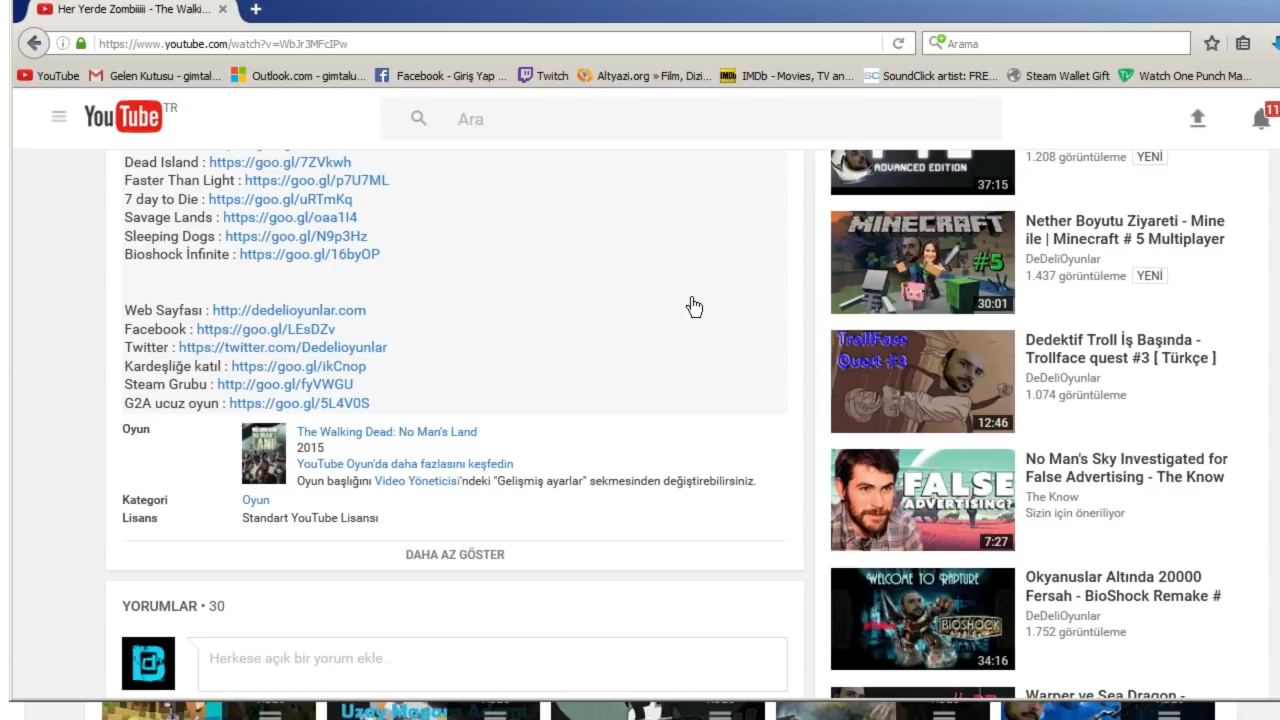 Her Yerde Zombiiiii - The Walki...
https://www.youtube.com/watch?v=WbJr3MFcIPw
Arama
YouTube
Gelen Kutusu - gimtal...
Outlook.com - gimtalu...
Facebook - Giriş Yap ...
Twitch
Altyazi.org » Film, Dizi...
IMDb - Movies, TV an...
SoundClick artist: FRE...
Steam Wallet Gift
Watch One Punch Ma...
YouTube TR
Ara
11
Dead Island : https://goo.gl/7ZVkwh
Faster Than Light : https://goo.gl/p7U7ML
7 day to Die : https://goo.gl/uRTmKq
Savage Lands : https://goo.gl/oaa1I4
Sleeping Dogs : https://goo.gl/N9p3Hz
Bioshock İnfinite : https://goo.gl/16byOP
Web Sayfası : http://dedelioyunlar.com
Facebook : https://goo.gl/LEsDZv
Twitter : https://twitter.com/Dedelioyunlar
Kardeşliğe katıl : https://goo.gl/ikCnop
Steam Grubu : http://goo.gl/fyVWGU
G2A ucuz oyun : https://goo.gl/5L4V0S
Oyun
The Walking Dead: No Man's Land
2015
YouTube Oyun'da daha fazlasını keşfedin
Oyun başlığını Video Yöneticisi'ndeki "Gelişmiş ayarlar" sekmesinden değiştirebilirsiniz.
Kategori
Oyun
Lisans
Standart YouTube Lisansı
DAHA AZ GÖSTER
YORUMLAR • 30
Herkese açık bir yorum ekle..
ADVANCED EDITION
37:15
1.208 görüntüleme YENİ
MINECRAFT
#5
30:01
Nether Boyutu Ziyareti - Mine
ile | Minecraft # 5 Multiplayer
DeDeliOyunlar
1.437 görüntüleme YENİ
TrollFace
Quest #3
12:46
Dedektif Troll İş Başında -
Trollface quest #3 [ Türkçe ]
DeDeliOyunlar
1.074 görüntüleme
FALSE
ADVERTISING?
7:27
No Man's Sky Investigated for
False Advertising - The Know
The Know
Sizin için öneriliyor
WELCOME TO RAPTURE
BIOSHOCK
34:16
Okyanuslar Altında 20000
Fersah - BioShock Remake #
DeDeliOyunlar
1.752 görüntüleme
Warper ve Sea Dragon -